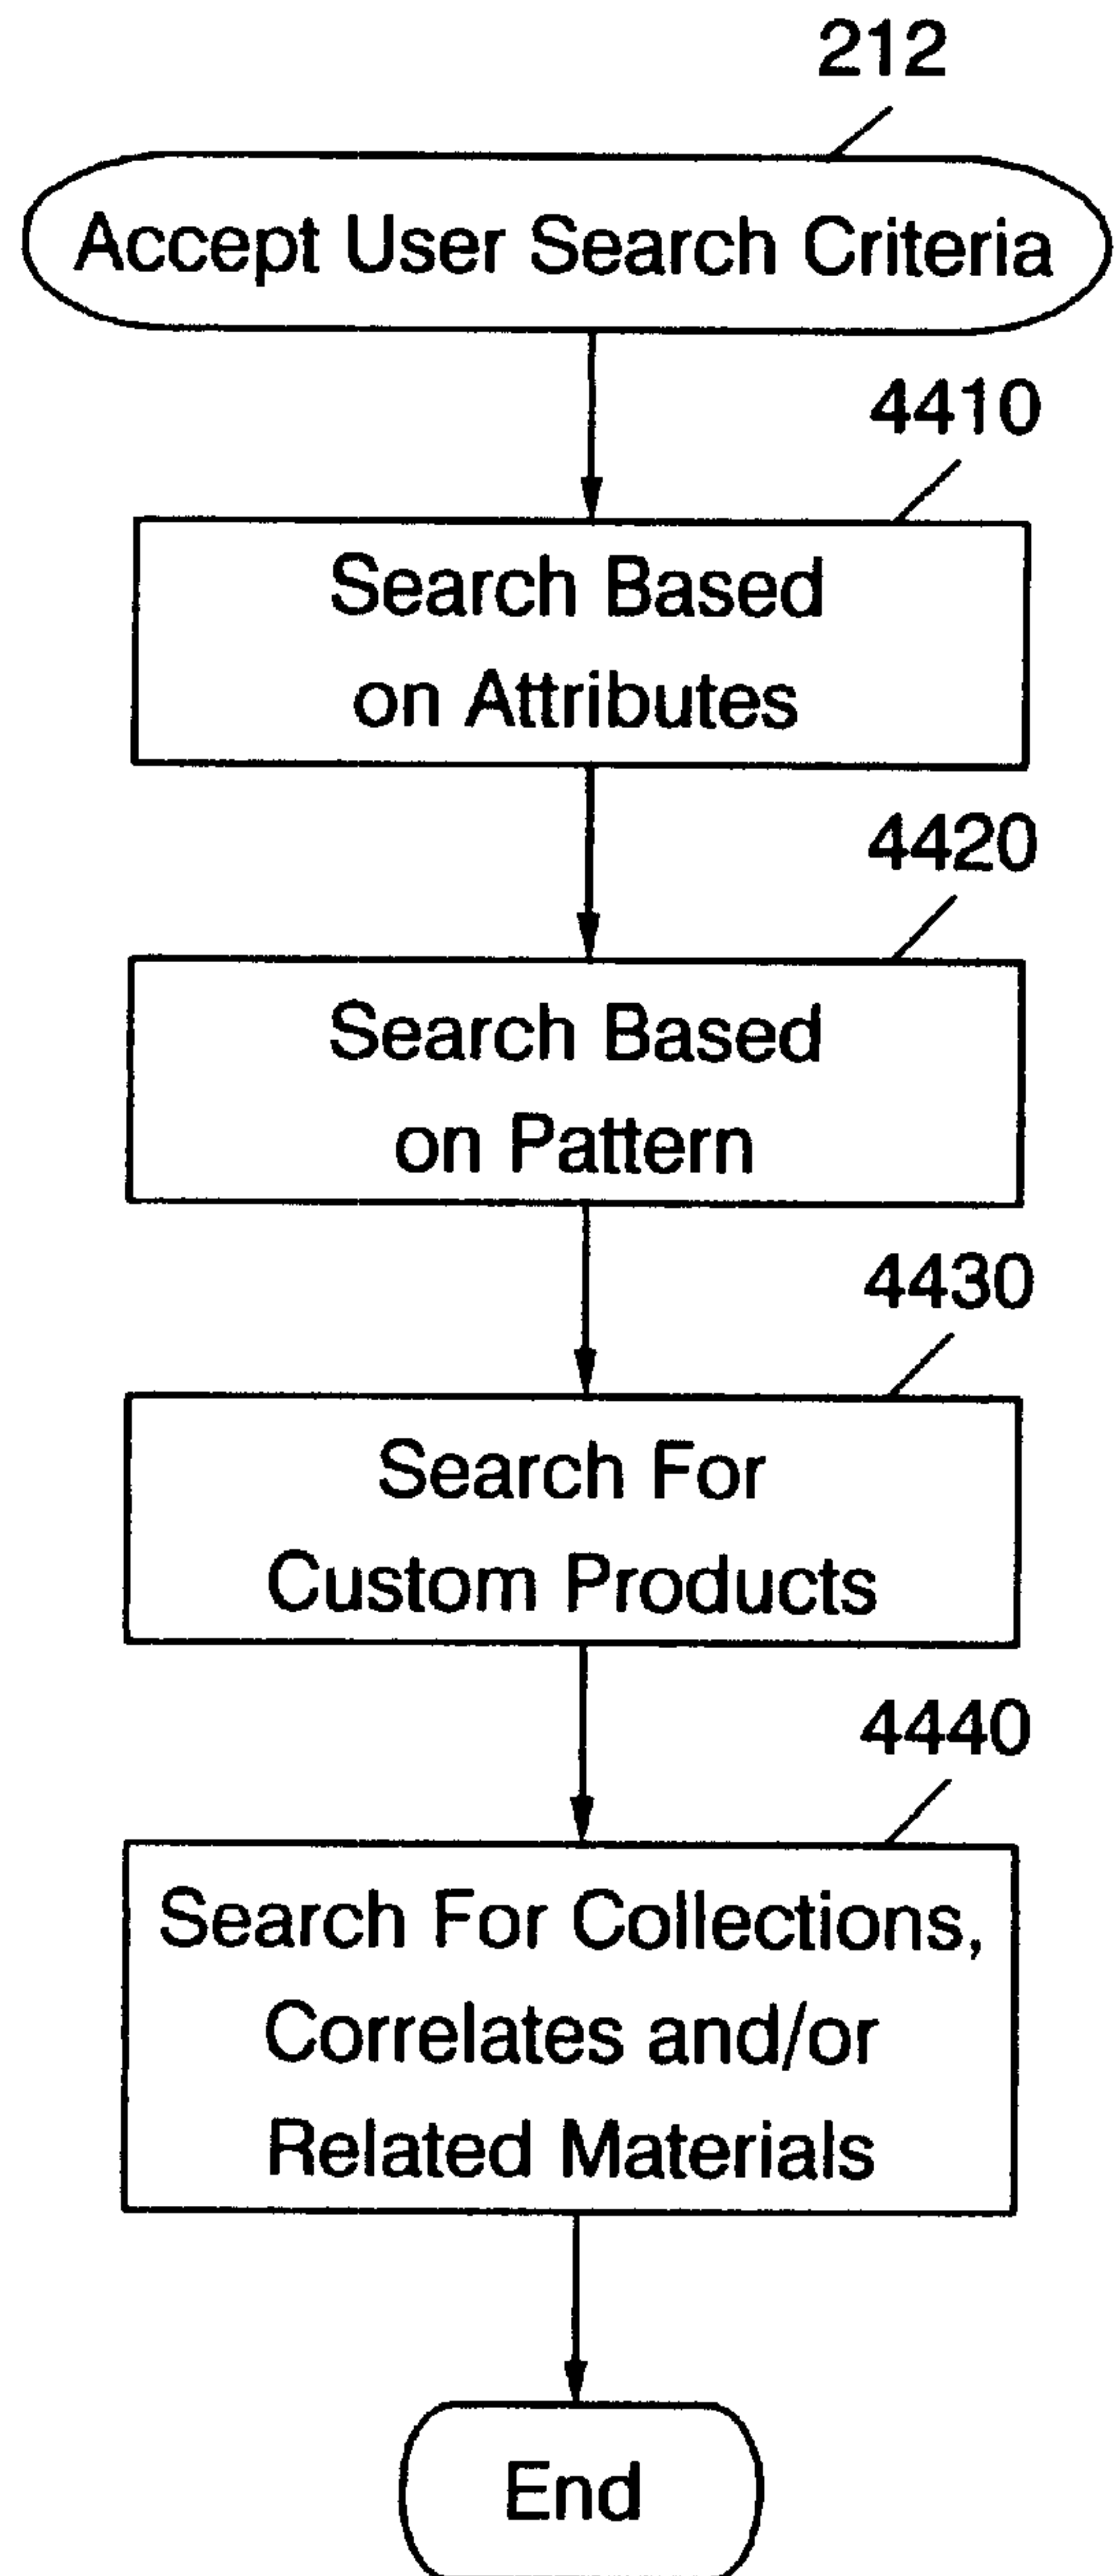 212
Accept User Search Criteria
4410
Search Based
on Attributes
4420
Search Based
on Pattern
4430
Search For
Custom Products
4440
Search For Collections,
Correlates and/or
Related Materials
End